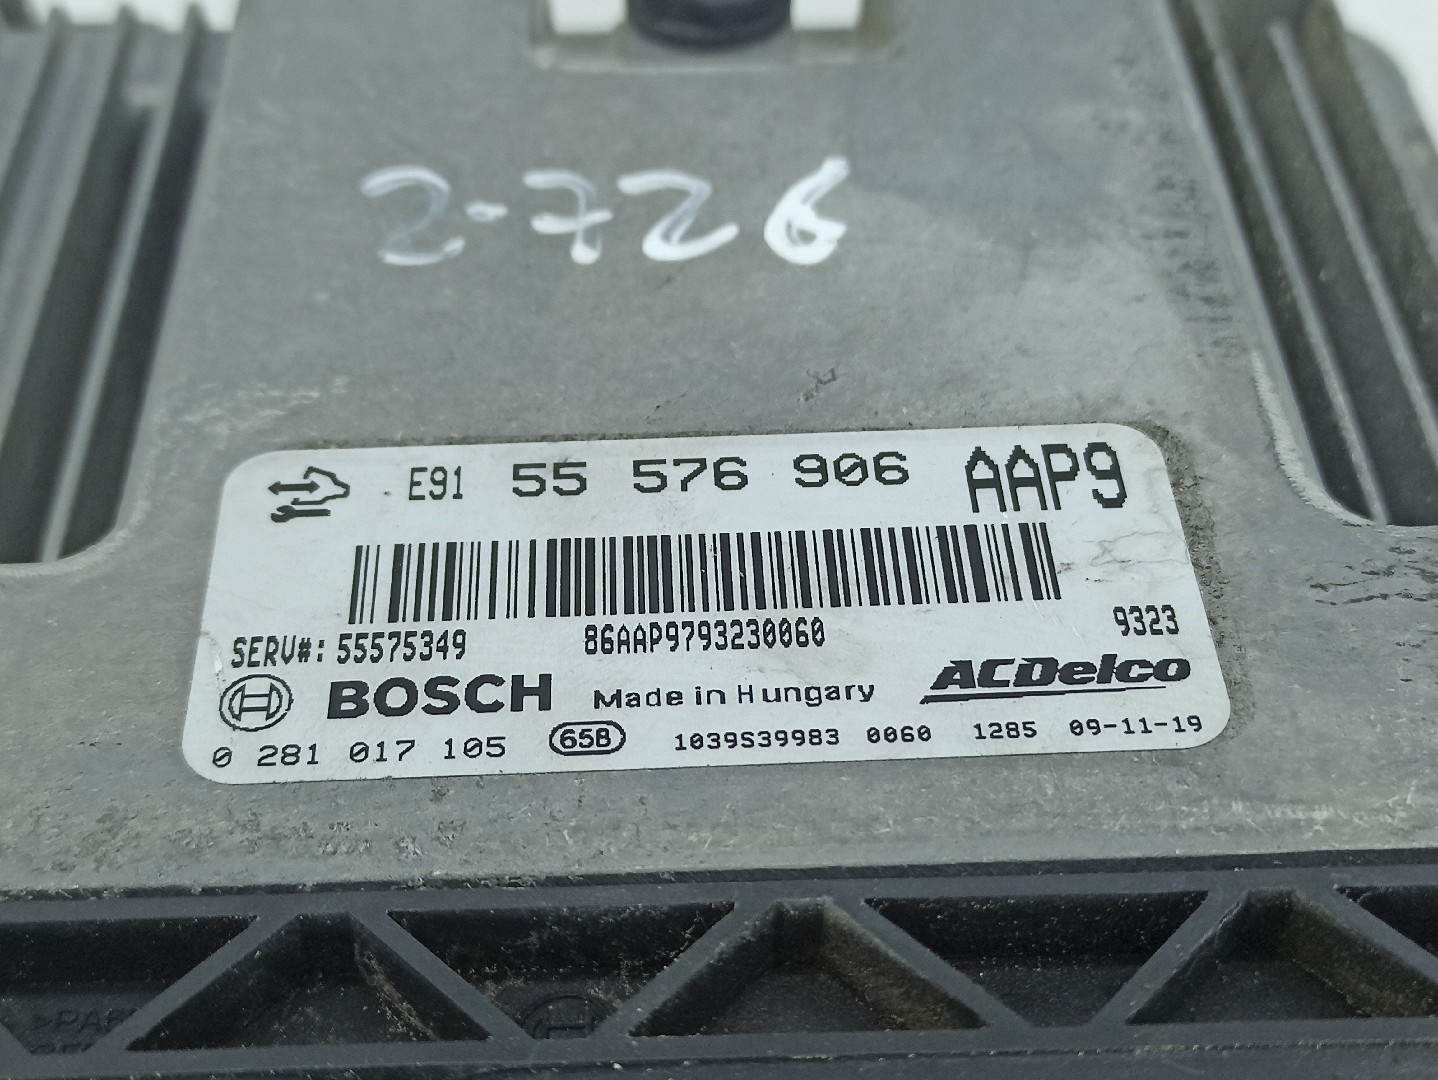 2-726
E91 55 576 906 AAP9
SERV#: 55575349 86AAP9793230060 9323
BOSCH Made in Hungary ACDelco
0 281 017 105 65B 1039S39983 0060 1285 09-11-19